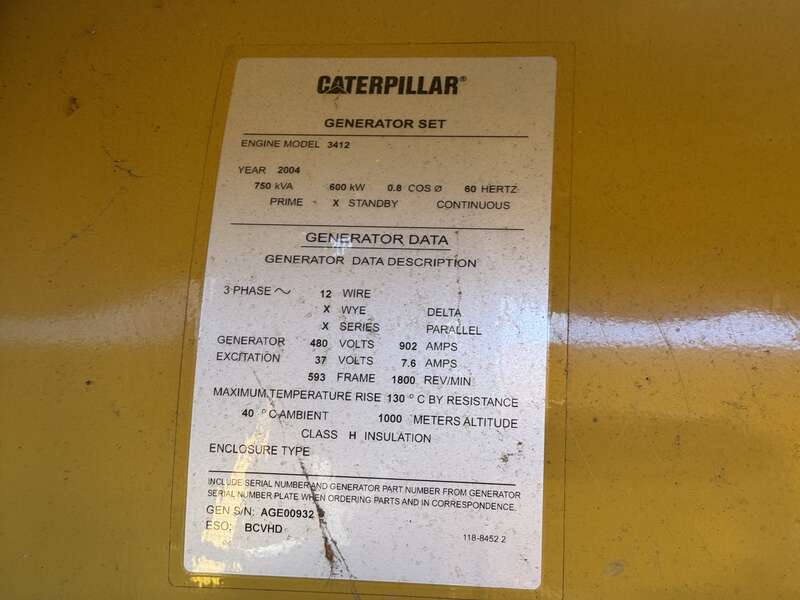 CATERPILLAR®
GENERATOR SET
ENGINE MODEL 3412
YEAR 2004
750 kVA 600 kW 0.8 COS Ø 60 HERTZ
PRIME X STANDBY CONTINUOUS
GENERATOR DATA
GENERATOR DATA DESCRIPTION
3 PHASE ~ 12 WIRE
X WYE DELTA
X SERIES PARALLEL
GENERATOR 480 VOLTS 902 AMPS
EXCITATION 37 VOLTS 7.6 AMPS
593 FRAME 1800 REV/MIN
MAXIMUM TEMPERATURE RISE 130 ° C BY RESISTANCE
40 ° C AMBIENT 1000 METERS ALTITUDE
CLASS H INSULATION
ENCLOSURE TYPE
INCLUDE SERIAL NUMBER AND GENERATOR PART NUMBER FROM GENERATOR
SERIAL NUMBER PLATE WHEN ORDERING PARTS AND IN CORRESPONDENCE.
GEN S/N: AGE00932
ESO: BCVHD
118-8452 2